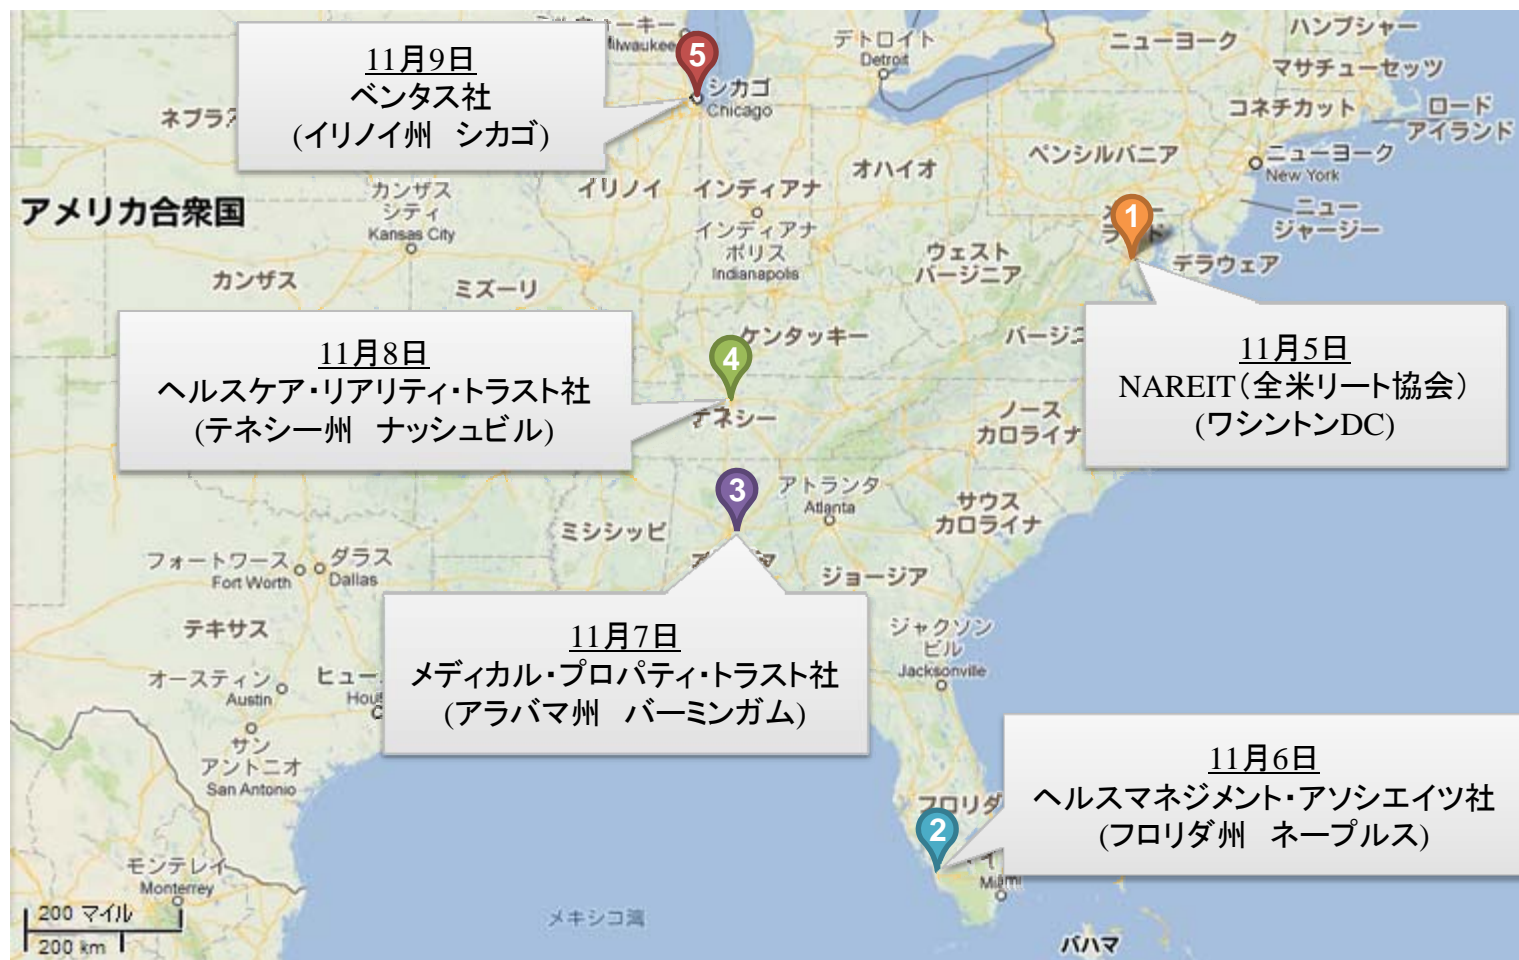 ハンプシャー
ミルウォーキー
Milwaukee
デトロイト
Detroit
ニューヨーク
マサチューセッツ
11月9日
ベンタス社
(イリノイ州 シカゴ)
5
シカゴ
Chicago
コネチカット
ロード
アイランド
ネブラ
オハイオ
ペンシルバニア
ニューヨーク
New York
アメリカ合衆国
カンザス
シティ
Kansas City
イリノイ
インディアナ
インディアナ
ポリス
Indianapolis
1
ニュー
ジャージー
ウェスト
バージニア
デラウェア
カンザス
ミズーリ
11月8日
ヘルスケア・リアリティ・トラスト社
(テネシー州 ナッシュビル)
4
ケンタッキー
テネシー
バージニ
11月5日
NAREIT(全米リート協会)
(ワシントンDC)
ノース
カロライナ
3
アトランタ
Atlanta
サウス
カロライナ
ミシシッピ
フォートワース
Fort Worth
ダラス
Dallas
ジョージア
テキサス
11月7日
メディカル・プロパティ・トラスト社
(アラバマ州 バーミンガム)
ジャクソン
ビル
Jacksonville
オースティン
Austin
ヒュー
Hou
サン
アントニオ
San Antonio
11月6日
ヘルスマネジメント・アソシエイツ社
(フロリダ州 ネープルス)
フロリダ
2
Miami
モンテレイ
Monterrey
200 マイル
200 km
メキシコ湾
バハマ